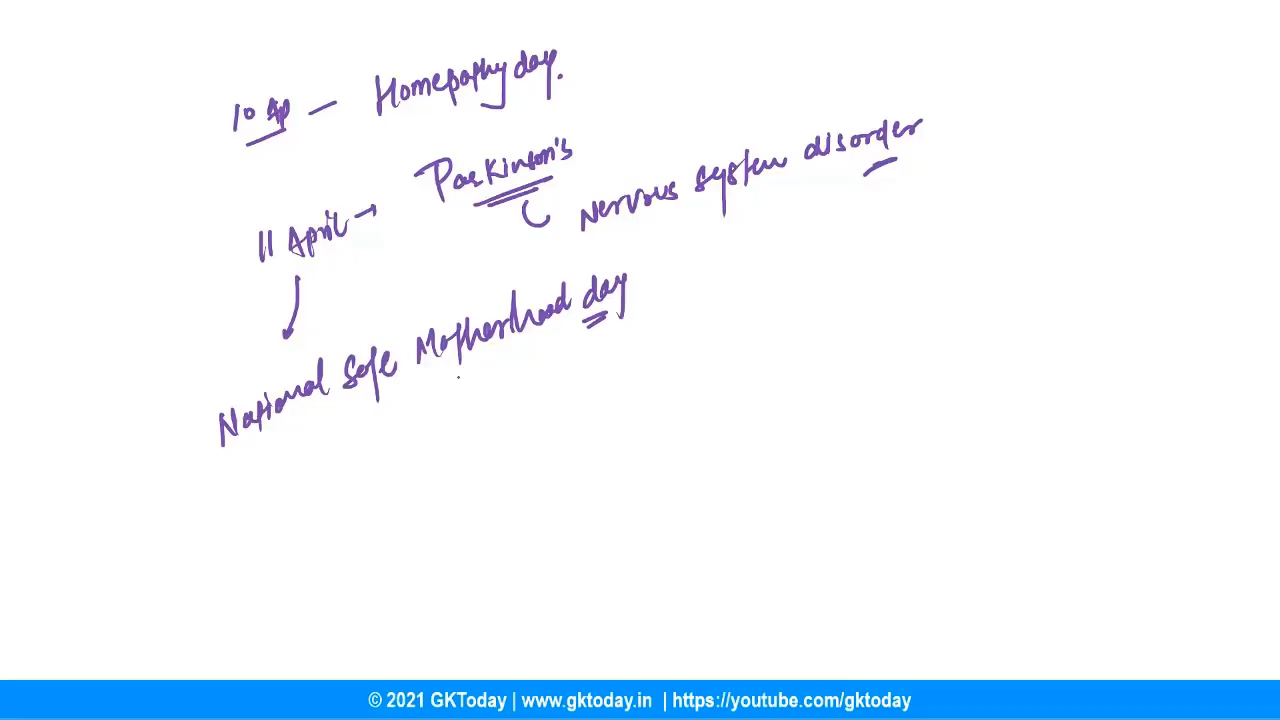 10 Ap — Homepathy day.
11 April → Parkinson's
Nervous system disorder
National Safe Motherhood day
© 2021 GKToday | www.gktoday.in | https://youtube.com/gktoday